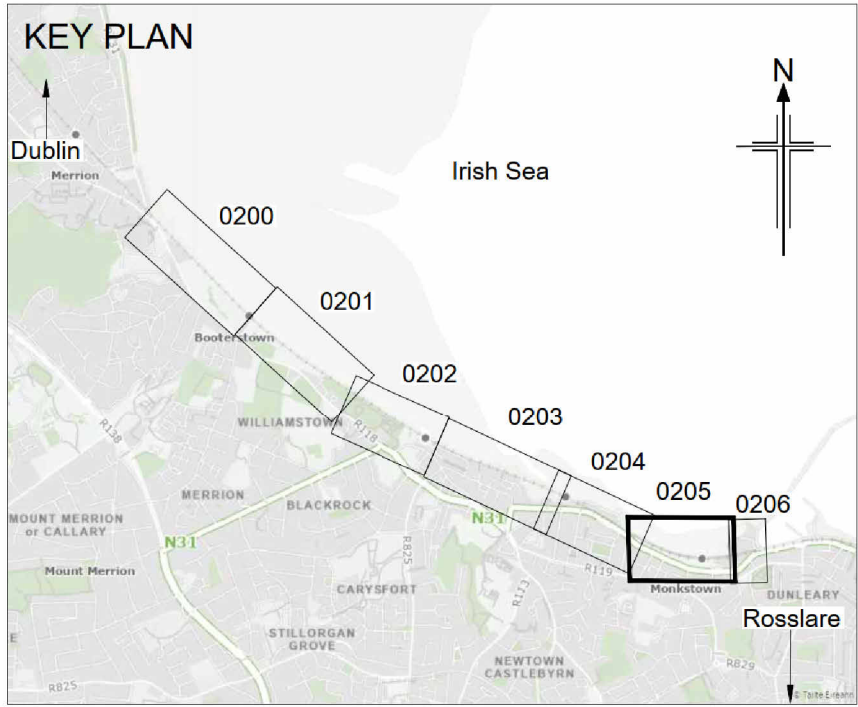 KEY PLAN
N
Dublin
Irish Sea
Merrion
0200
0201
Booterstown
0202
WILLIAMSTOWN
R118
0203
R138
0204
MERRION
0205
BLACKROCK
0206
MOUNT MERRION
or CALLARY
N31
N31
R825
Mount Merrion
R119
CARYSFORT
R113
Monkstown
DUNLEARY
Rosslare
E
STILLORGAN
GROVE
NEWTOWN
CASTLEBYRN
R829
R825
© Tailte Éireann